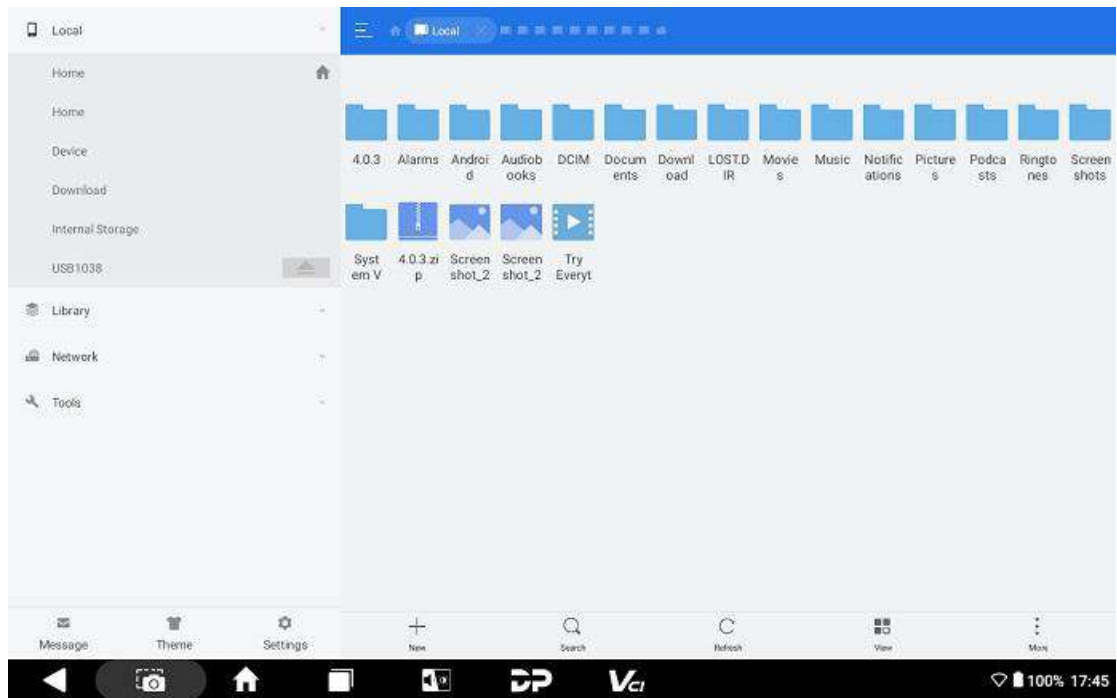 Local
Home
Home
Device
Download
Internal Storage
USB1038
Library
Network
Tools
Message Theme Settings
Local
4.0.3 Alarms Androi Audiob DCIM Docum Downl LOST.D Movie Music Notific Picture Podca Ringto Screen
d ooks ents oad IR s ations s sts nes shots
Syst 4.0.3.zi Screen Screen Try
em V p shot_2 shot_2 Everyt
New Search Refresh View More
DP VCI 100% 17:45